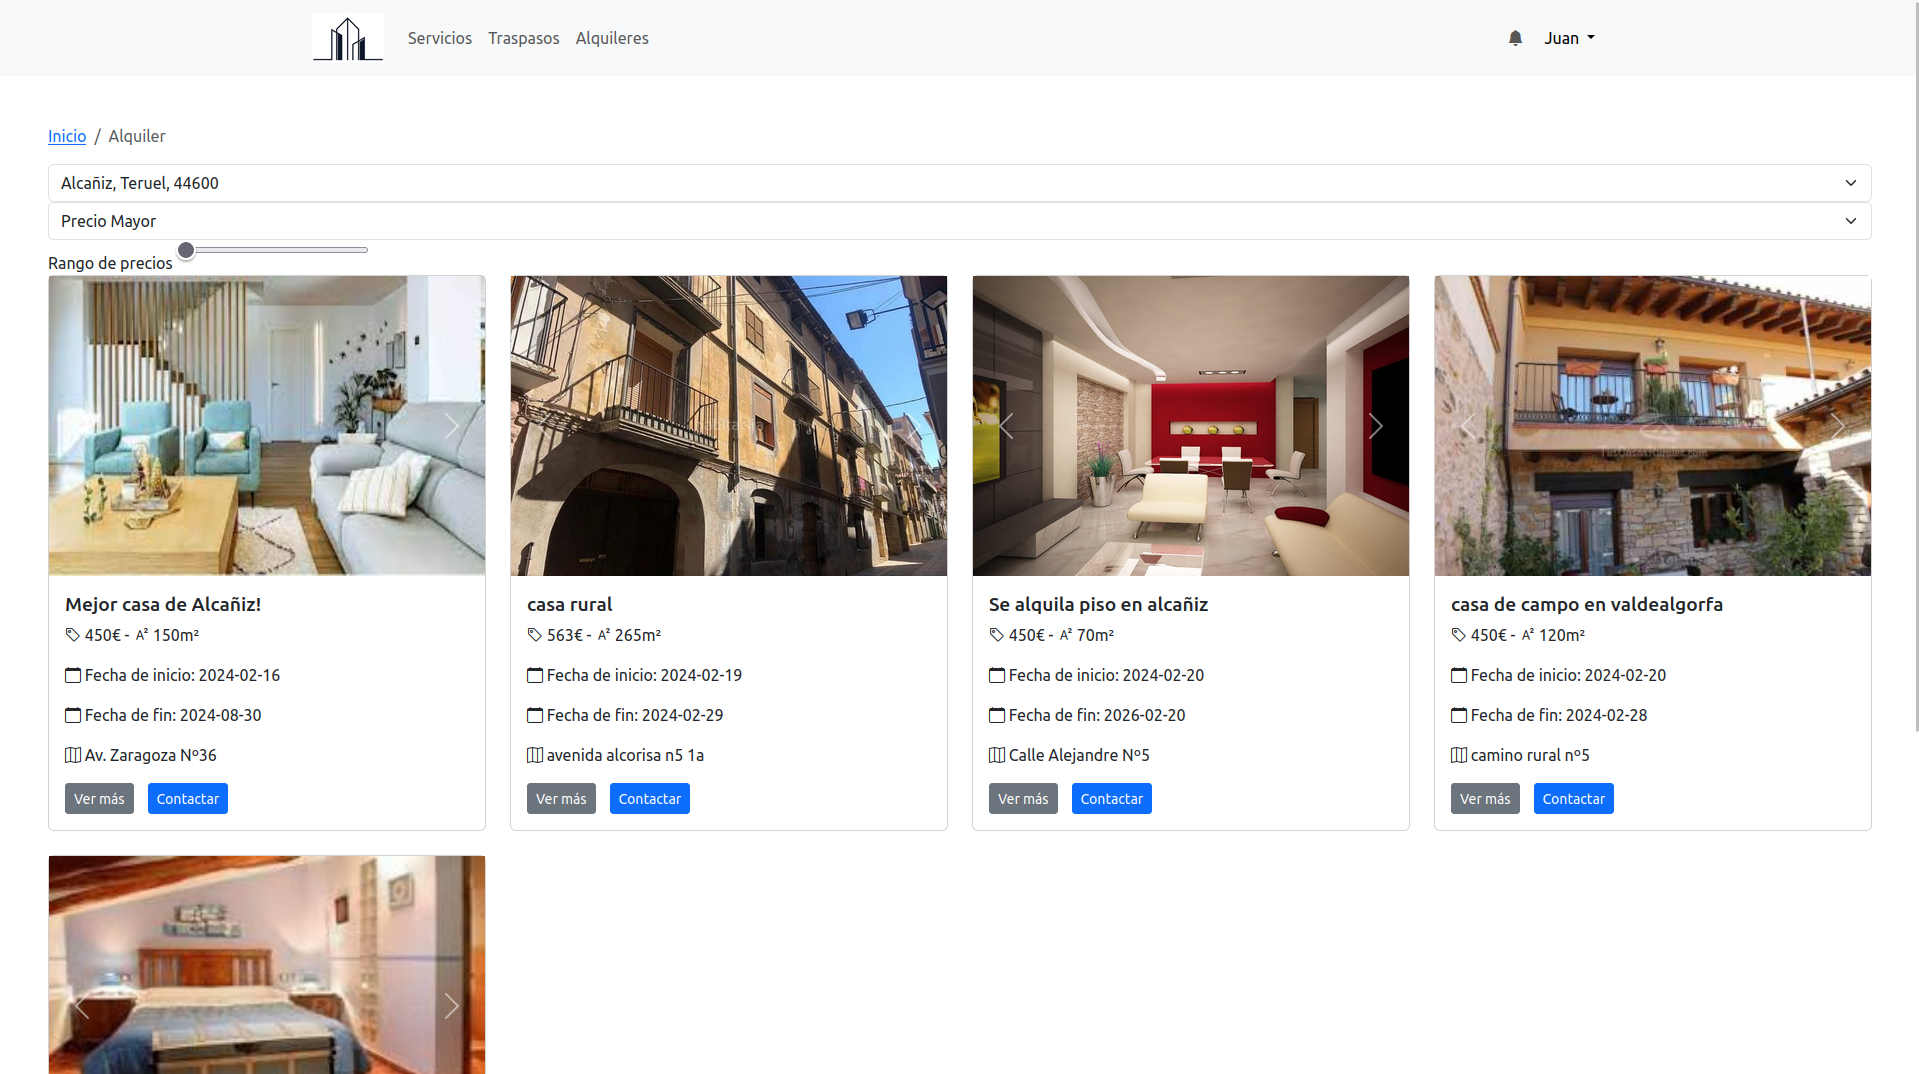 Servicios Traspasos Alquileres Juan
Inicio / Alquiler
Alcañiz, Teruel, 44600
Precio Mayor
Rango de precios
Mejor casa de Alcañiz!
450€ - A² 150m²
Fecha de inicio: 2024-02-16
Fecha de fin: 2024-08-30
Av. Zaragoza Nº36
Ver más Contactar
casa rural
563€ - A² 265m²
Fecha de inicio: 2024-02-19
Fecha de fin: 2024-02-29
avenida alcorisa n5 1a
Ver más Contactar
Se alquila piso en alcañiz
450€ - A² 70m²
Fecha de inicio: 2024-02-20
Fecha de fin: 2026-02-20
Calle Alejandre Nº5
Ver más Contactar
casa de campo en valdealgorfa
450€ - A² 120m²
Fecha de inicio: 2024-02-20
Fecha de fin: 2024-02-28
camino rural nº5
Ver más Contactar